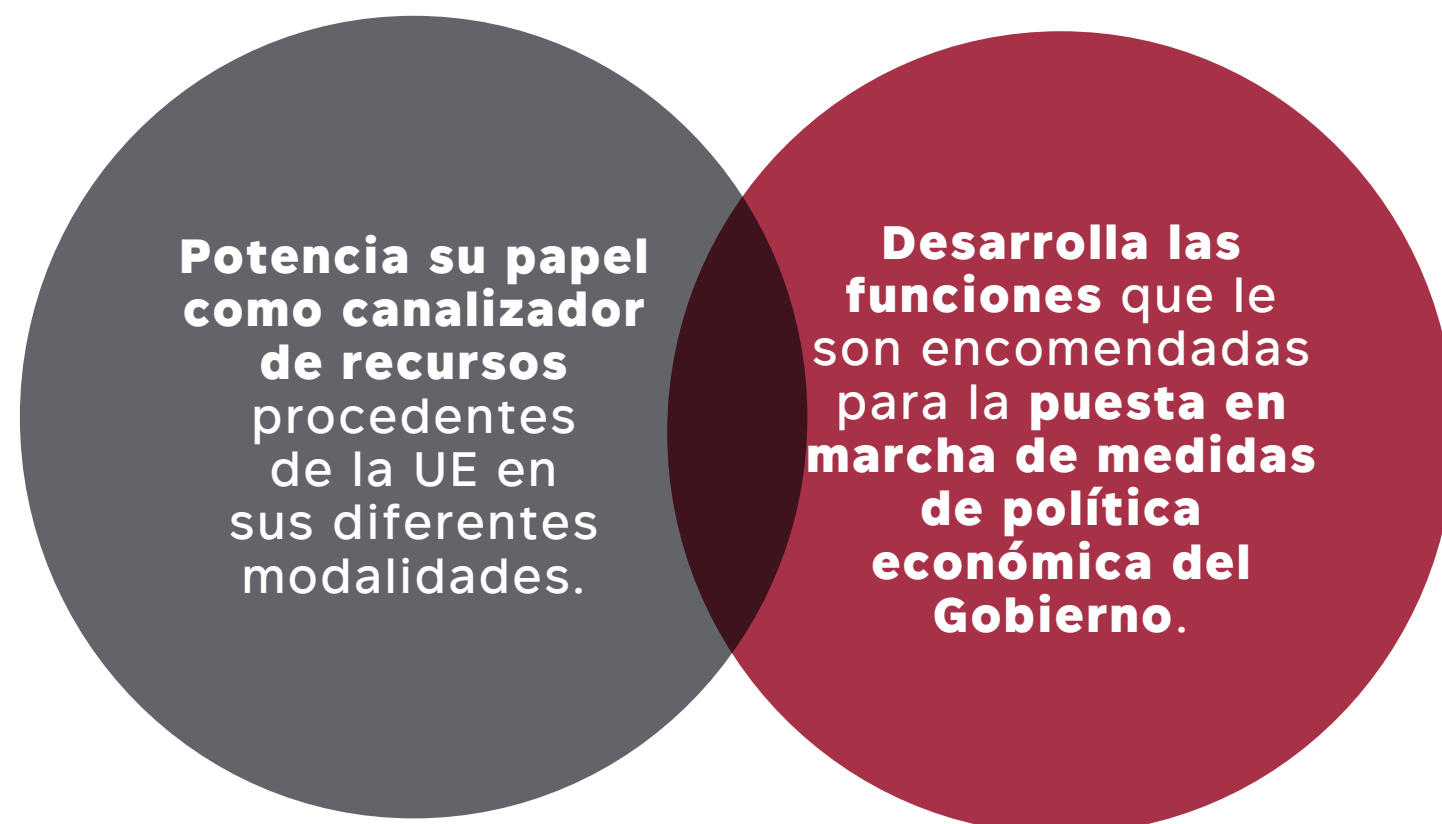 Potencia su papel
como canalizador
de recursos
procedentes
de la UE en
sus diferentes
modalidades.
Desarrolla las
funciones que le
son encomendadas
para la puesta en
marcha de medidas
de política
económica del
Gobierno.